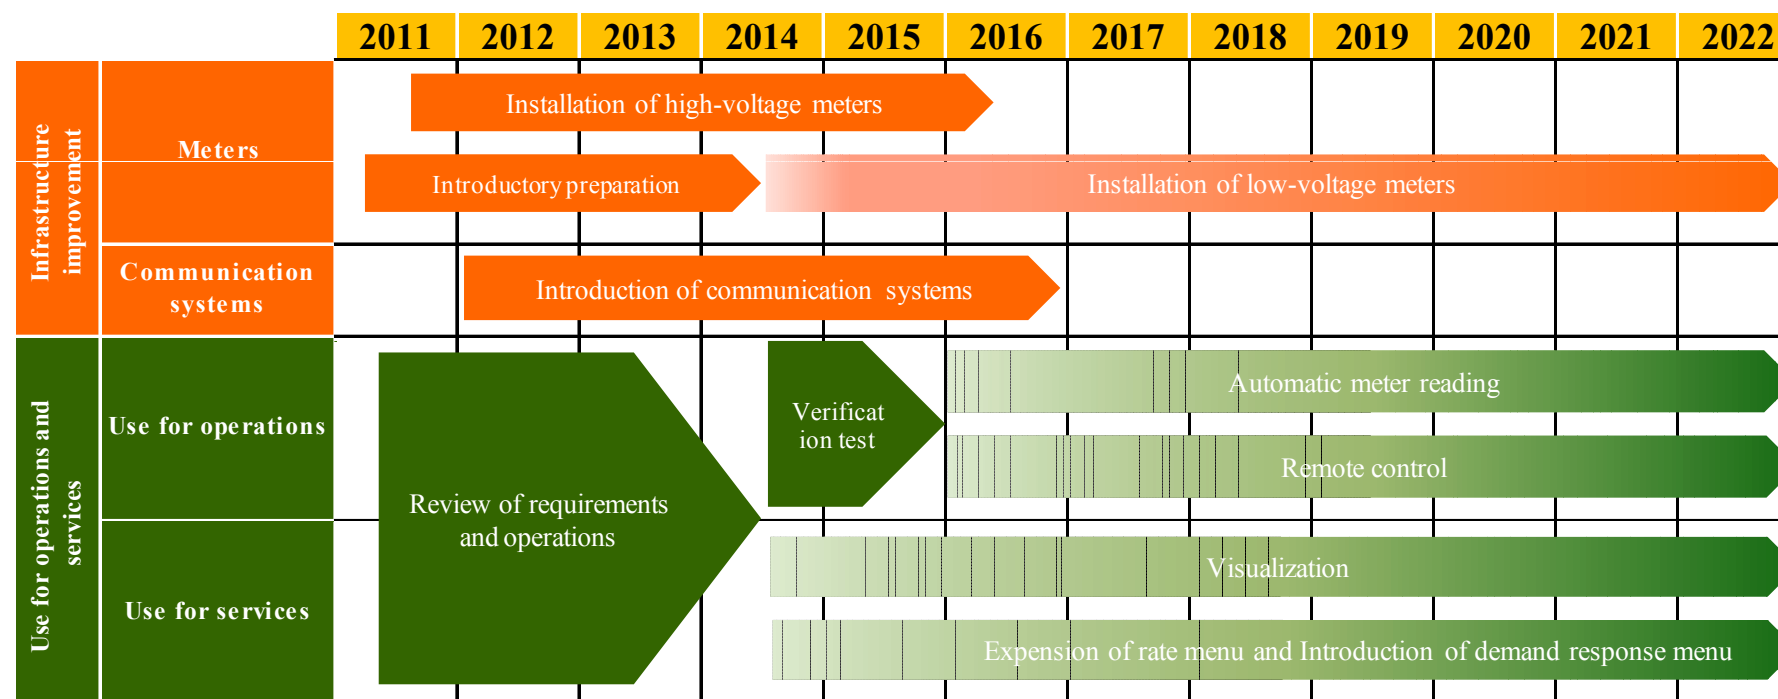 2011 2012 2013 2014 2015 2016 2017 2018 2019 2020 2021 2022
Infrastructure
improvement
Meters
Installation of high-voltage meters
Introductory preparation
Installation of low-voltage meters
Communication
systems
Introduction of communication systems
Use for operations and
services
Use for operations
Review of requirements
and operations
Verificat
ion test
Automatic meter reading
Remote control
Use for services
Visualization
Expension of rate menu and Introduction of demand response menu